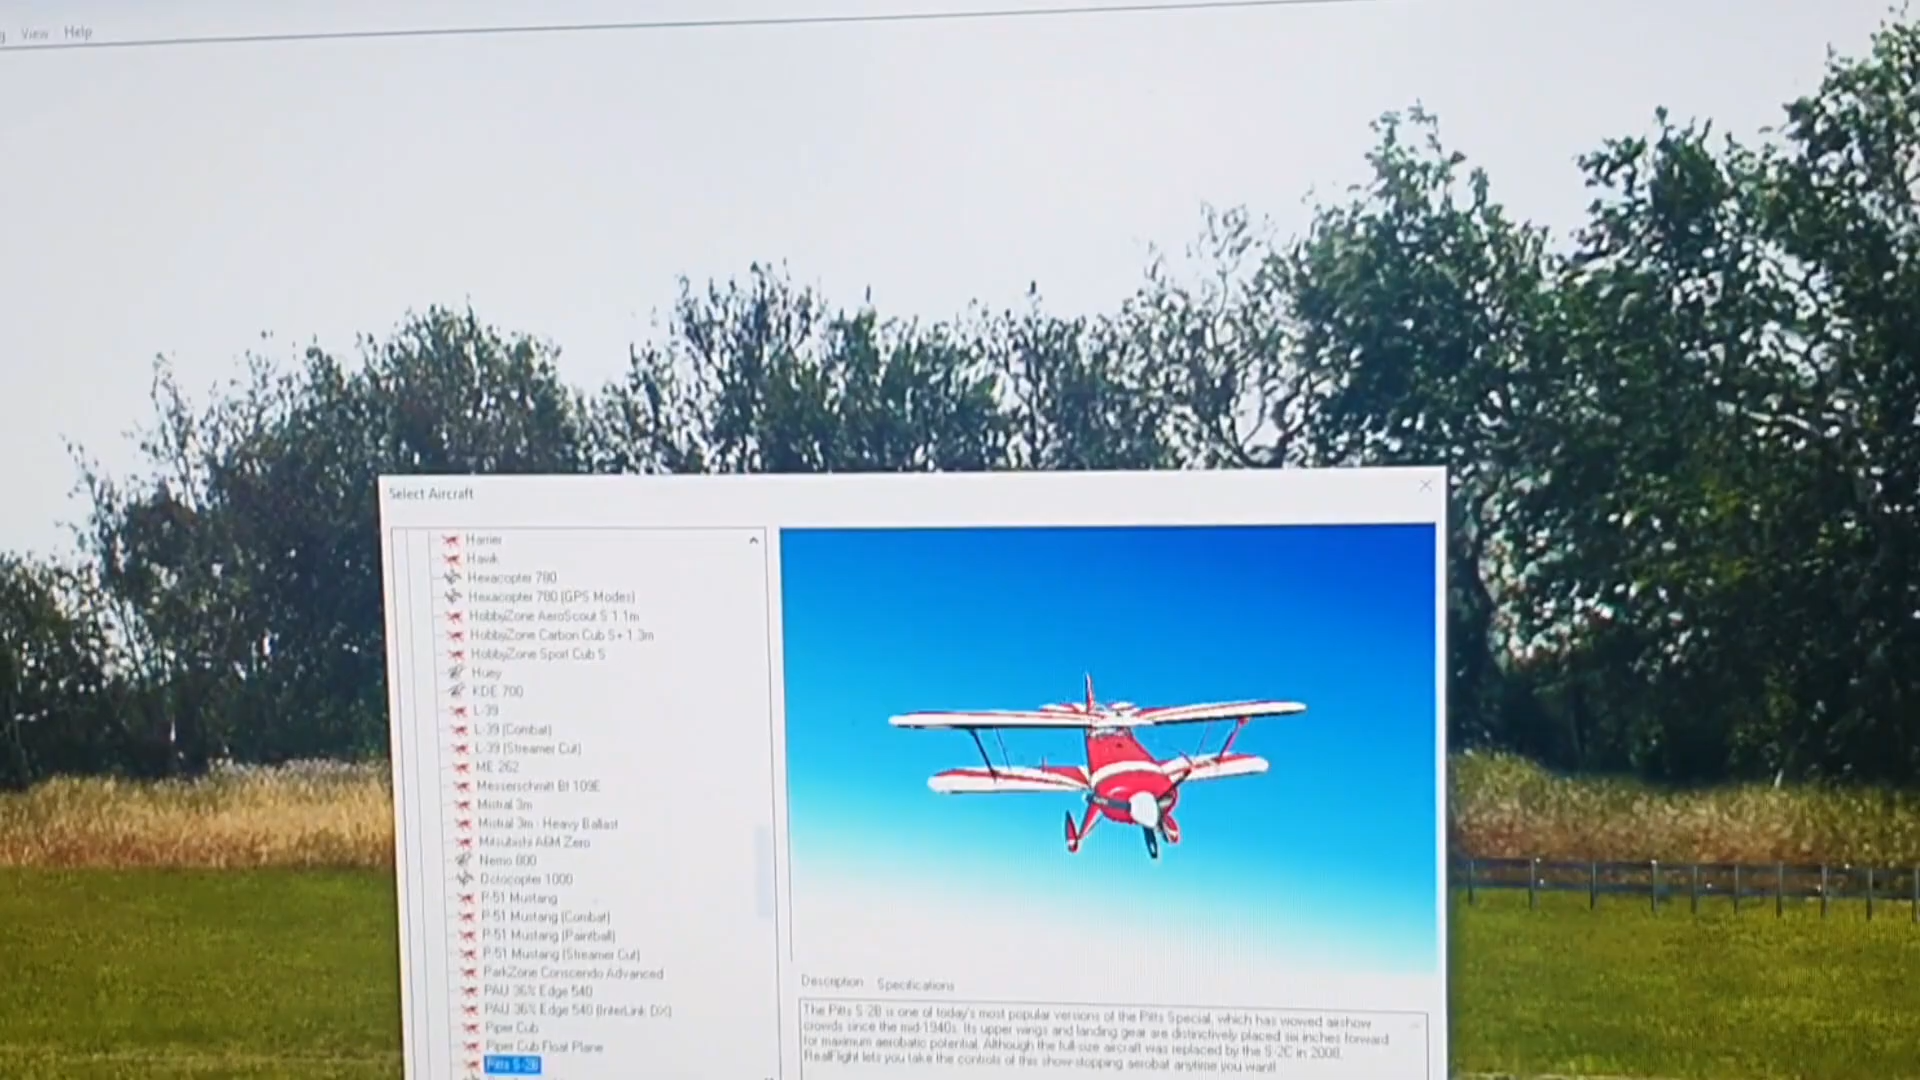 View Help
Select Aircraft
Harrier
Hawk
Hexacopter 780
Hexacopter 780 (GPS Modes)
HobbyZone AeroScout S 1.1m
HobbyZone Carbon Cub S+ 1.3m
HobbyZone Sport Cub S
Huey
KDE 700
L-39
L-39 (Combat)
L-39 (Streamer Cut)
ME 262
Messerschmitt Bf 109E
Mistral 3m
Mistral 3m - Heavy Ballast
Mitsubishi A6M Zero
Nemo 800
Octocopter 1000
P-51 Mustang
P-51 Mustang (Combat)
P-51 Mustang (Paintball)
P-51 Mustang (Streamer Cut)
ParkZone Conscendo Advanced
PAU 36% Edge 540
PAU 36% Edge 540 (InterLink DX)
Piper Cub
Piper Cub Float Plane
Pitts S-2B
Description Specifications
The Pitts S-2B is one of today's most popular versions of the Pitts Special, which has wowed airshow
crowds since the mid-1940s. Its upper wings and landing gear are distinctively placed six inches forward
for maximum aerobatic potential. Although the full-size aircraft was replaced by the S-2C in 2008,
RealFlight lets you take the controls of this show-stopping aerobat anytime you want!